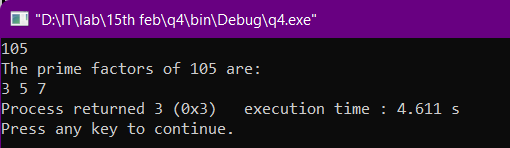 "D:\IT\lab\15th feb\q4\bin\Debug\q4.exe"
105
The prime factors of 105 are:
3 5 7
Process returned 3 (0x3)   execution time : 4.611 s
Press any key to continue.